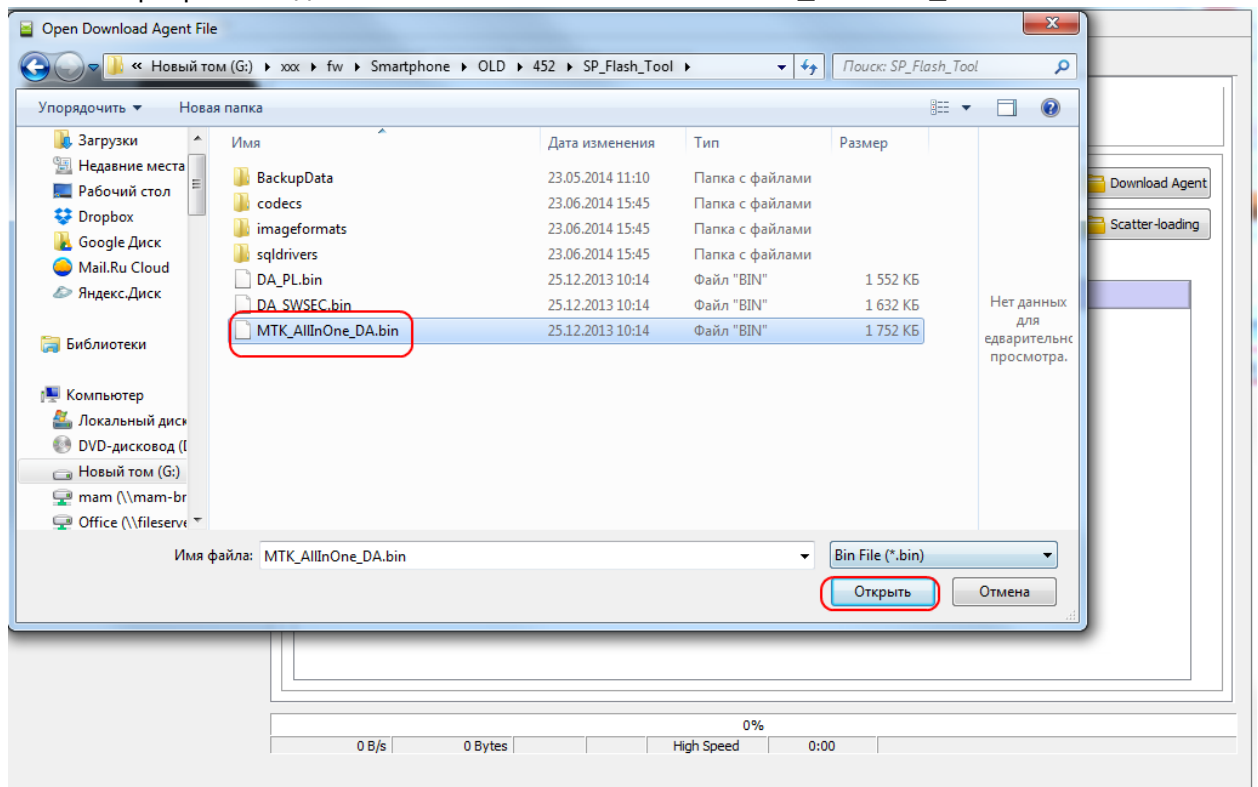 Open Download Agent File
« Новый том (G:) ▸ xxx ▸ fw ▸ Smartphone ▸ OLD ▸ 452 ▸ SP_Flash_Tool ▸
Поиск: SP_Flash_Tool
Упорядочить Новая папка
Имя Дата изменения Тип Размер
Загрузки
Недавние места
Рабочий стол
Dropbox
Google Диск
Mail.Ru Cloud
Яндекс.Диск
Библиотеки
Компьютер
Локальный диск
DVD-дисковод (
Новый том (G:)
mam (\\mam-br
Office (\\fileserve
BackupData 23.05.2014 11:10 Папка с файлами
codecs 23.06.2014 15:45 Папка с файлами
imageformats 23.06.2014 15:45 Папка с файлами
sqldrivers 23.06.2014 15:45 Папка с файлами
DA_PL.bin 25.12.2013 10:14 Файл "BIN" 1 552 КБ
DA_SWSEC.bin 25.12.2013 10:14 Файл "BIN" 1 632 КБ
MTK_AllInOne_DA.bin 25.12.2013 10:14 Файл "BIN" 1 752 КБ
Нет данных
для
едварительнс
просмотра.
Download Agent
Scatter-loading
Имя файла: MTK_AllInOne_DA.bin
Bin File (*.bin)
Открыть Отмена
0%
0 B/s 0 Bytes High Speed 0:00